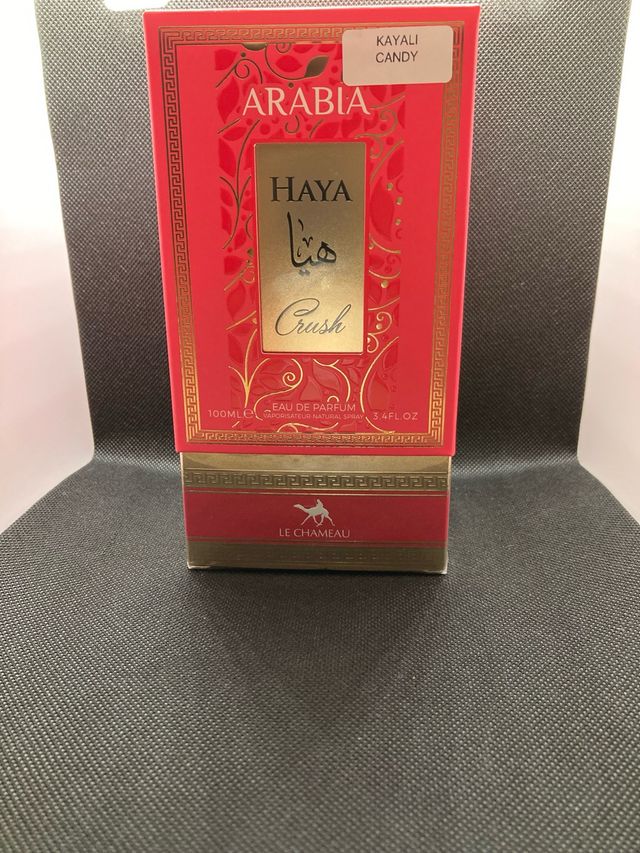 KAYALI
CANDY
ARABIA
HAYA
هيا
Crush
EAU DE PARFUM
100ML℮ VAPORISATEUR NATURAL SPRAY 3.4FL.OZ
LE CHAMEAU